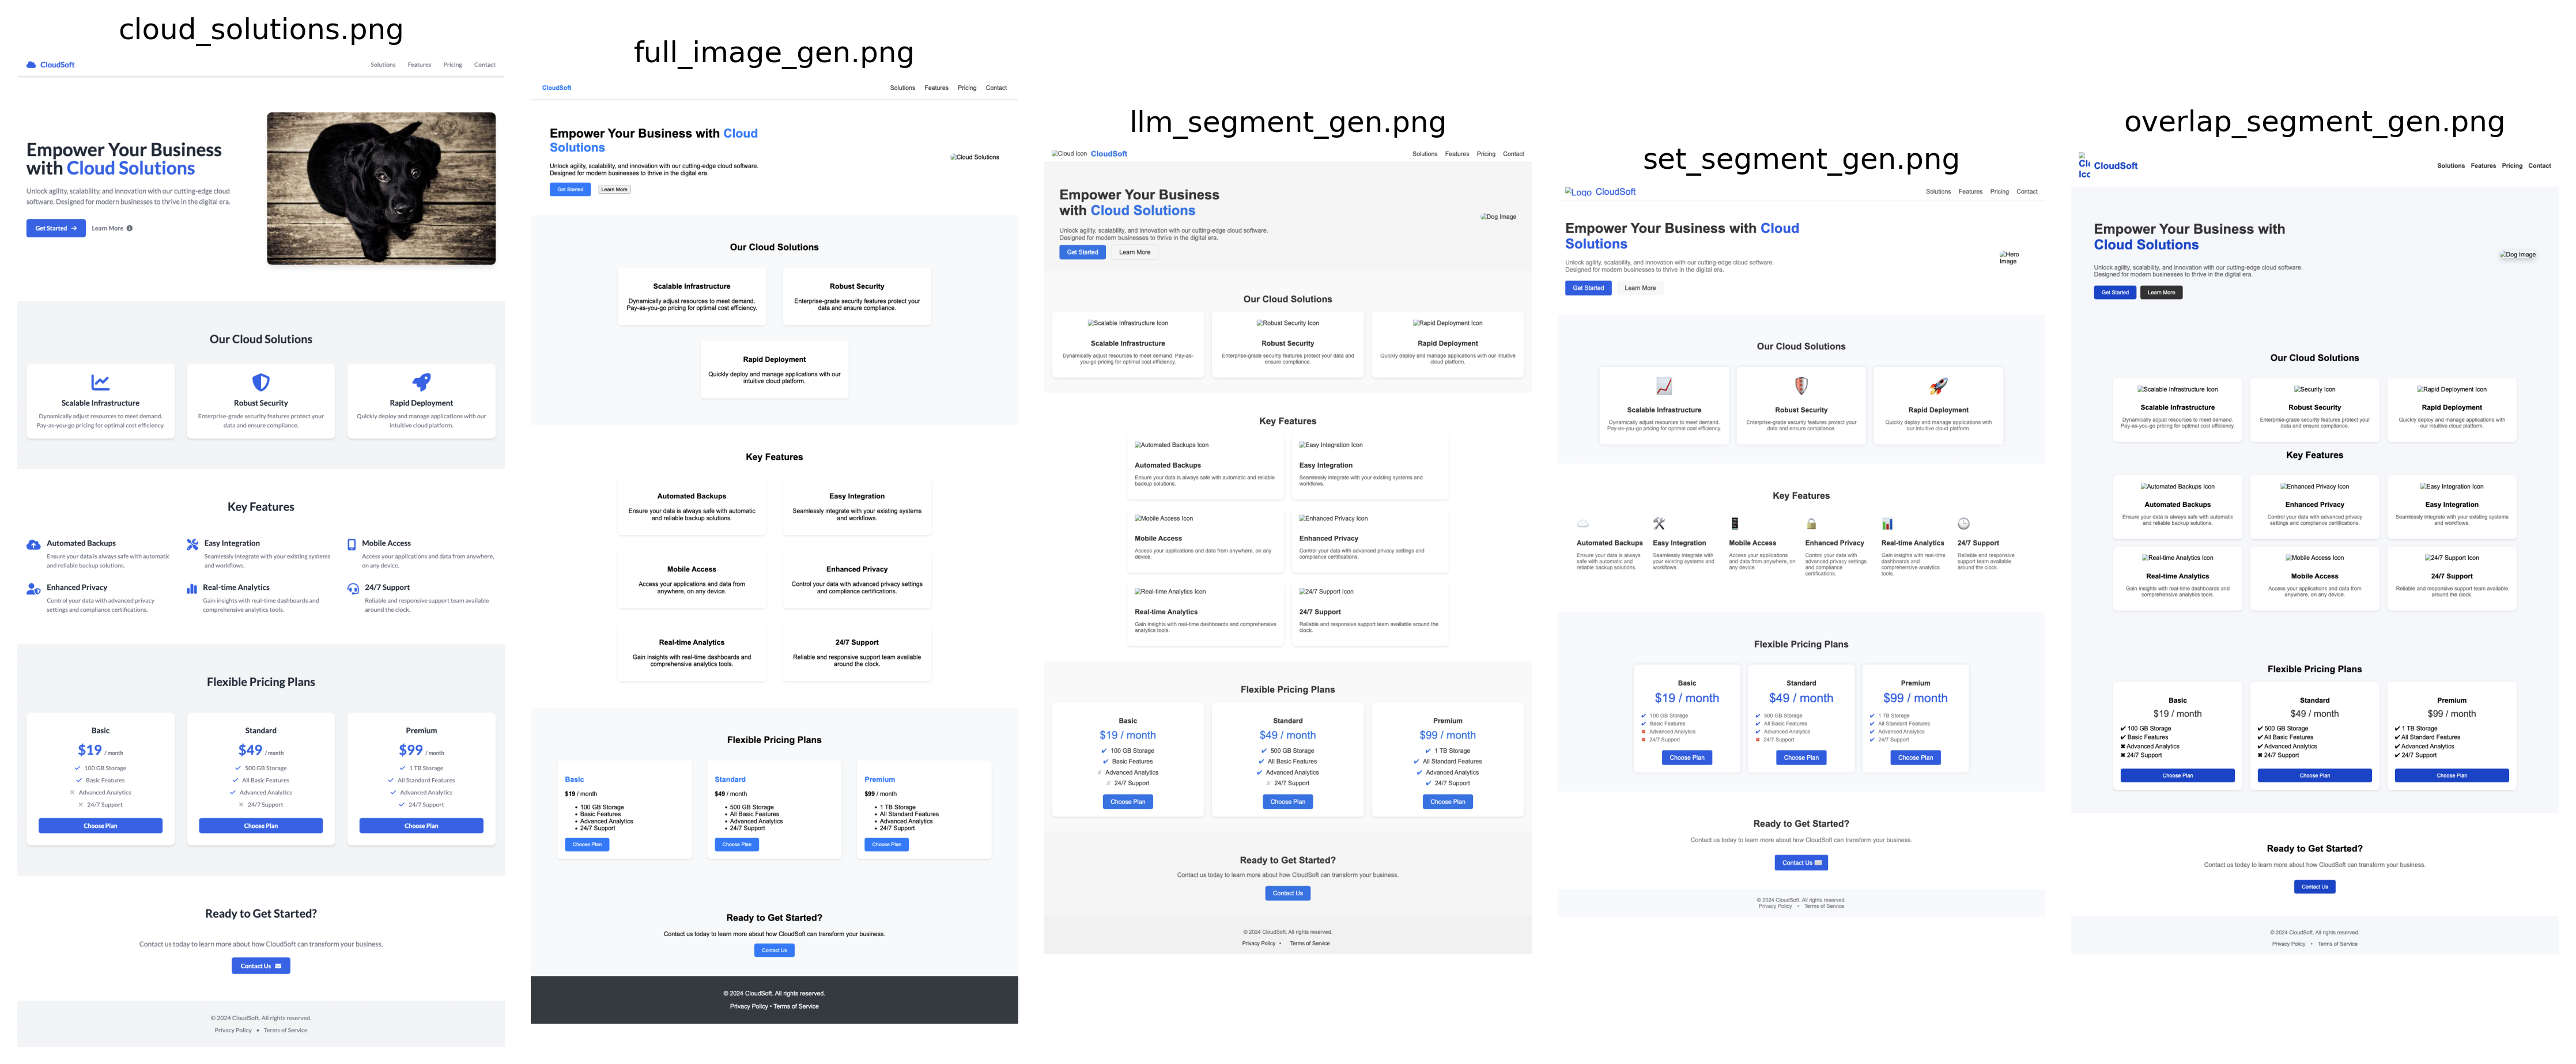 cloud_solutions.png
CloudSoft
Solutions Features Pricing Contact
Empower Your Business
with Cloud Solutions
Unlock agility, scalability, and innovation with our cutting-edge cloud
software. Designed for modern businesses to thrive in the digital era.
Get Started → Learn More
Our Cloud Solutions
Scalable Infrastructure
Dynamically adjust resources to meet demand.
Pay-as-you-go pricing for optimal cost efficiency.
Robust Security
Enterprise-grade security features protect your
data and ensure compliance.
Rapid Deployment
Quickly deploy and manage applications with our
intuitive cloud platform.
Key Features
Automated Backups
Ensure your data is always safe with automatic
and reliable backup solutions.
Easy Integration
Seamlessly integrate with your existing systems
and workflows.
Mobile Access
Access your applications and data from anywhere,
on any device.
Enhanced Privacy
Control your data with advanced privacy
settings and compliance certifications.
Real-time Analytics
Gain insights with real-time dashboards and
comprehensive analytics tools.
24/7 Support
Reliable and responsive support team available
around the clock.
Flexible Pricing Plans
Basic
$19 / month
✓ 100 GB Storage
✓ Basic Features
✕ Advanced Analytics
✕ 24/7 Support
Choose Plan
Standard
$49 / month
✓ 500 GB Storage
✓ All Basic Features
✓ Advanced Analytics
✕ 24/7 Support
Choose Plan
Premium
$99 / month
✓ 1 TB Storage
✓ All Standard Features
✓ Advanced Analytics
✓ 24/7 Support
Choose Plan
Ready to Get Started?
Contact us today to learn more about how CloudSoft can transform your business.
Contact Us
© 2024 CloudSoft. All rights reserved.
Privacy Policy • Terms of Service
full_image_gen.png
CloudSoft
Solutions Features Pricing Contact
Empower Your Business with Cloud
Solutions
Unlock agility, scalability, and innovation with our cutting-edge cloud software.
Designed for modern businesses to thrive in the digital era.
Get Started Learn More
Cloud Solutions
Our Cloud Solutions
Scalable Infrastructure
Dynamically adjust resources to meet demand.
Pay-as-you-go pricing for optimal cost efficiency.
Robust Security
Enterprise-grade security features protect your
data and ensure compliance.
Rapid Deployment
Quickly deploy and manage applications with our
intuitive cloud platform.
Key Features
Automated Backups
Ensure your data is always safe with automatic
and reliable backup solutions.
Easy Integration
Seamlessly integrate with your existing systems
and workflows.
Mobile Access
Access your applications and data from
anywhere, on any device.
Enhanced Privacy
Control your data with advanced privacy settings
and compliance certifications.
Real-time Analytics
Gain insights with real-time dashboards and
comprehensive analytics tools.
24/7 Support
Reliable and responsive support team available
around the clock.
Flexible Pricing Plans
Basic
$19 / month
• 100 GB Storage
• Basic Features
• Advanced Analytics
• 24/7 Support
Choose Plan
Standard
$49 / month
• 500 GB Storage
• All Basic Features
• Advanced Analytics
• 24/7 Support
Choose Plan
Premium
$99 / month
• 1 TB Storage
• All Standard Features
• Advanced Analytics
• 24/7 Support
Choose Plan
Ready to Get Started?
Contact us today to learn more about how CloudSoft can transform your business.
Contact Us
© 2024 CloudSoft. All rights reserved.
Privacy Policy • Terms of Service
llm_segment_gen.png
Cloud Icon CloudSoft
Solutions Features Pricing Contact
Empower Your Business
with Cloud Solutions
Unlock agility, scalability, and innovation with our cutting-edge cloud software.
Designed for modern businesses to thrive in the digital era.
Get Started Learn More
Dog Image
Our Cloud Solutions
Scalable Infrastructure Icon
Scalable Infrastructure
Dynamically adjust resources to meet demand. Pay-as-
you-go pricing for optimal cost efficiency.
Robust Security Icon
Robust Security
Enterprise-grade security features protect your data and
ensure compliance.
Rapid Deployment Icon
Rapid Deployment
Quickly deploy and manage applications with our intuitive
cloud platform.
Key Features
Automated Backups Icon
Automated Backups
Ensure your data is always safe with automatic and reliable
backup solutions.
Easy Integration Icon
Easy Integration
Seamlessly integrate with your existing systems and
workflows.
Mobile Access Icon
Mobile Access
Access your applications and data from anywhere, on any
device.
Enhanced Privacy Icon
Enhanced Privacy
Control your data with advanced privacy settings and
compliance certifications.
Real-time Analytics Icon
Real-time Analytics
Gain insights with real-time dashboards and comprehensive
analytics tools.
24/7 Support Icon
24/7 Support
Reliable and responsive support team available around the
clock.
Flexible Pricing Plans
Basic
$19 / month
✔ 100 GB Storage
✔ Basic Features
Advanced Analytics
24/7 Support
Choose Plan
Standard
$49 / month
✔ 500 GB Storage
✔ All Basic Features
✔ Advanced Analytics
24/7 Support
Choose Plan
Premium
$99 / month
✔ 1 TB Storage
✔ All Standard Features
✔ Advanced Analytics
✔ 24/7 Support
Choose Plan
Ready to Get Started?
Contact us today to learn more about how CloudSoft can transform your business.
Contact Us
© 2024 CloudSoft. All rights reserved.
Privacy Policy • Terms of Service
set_segment_gen.png
Logo CloudSoft
Solutions Features Pricing Contact
Empower Your Business with Cloud
Solutions
Unlock agility, scalability, and innovation with our cutting-edge cloud software.
Designed for modern businesses to thrive in the digital era.
Get Started Learn More
Hero
Image
Our Cloud Solutions
Scalable Infrastructure
Dynamically adjust resources to meet demand.
Pay-as-you-go pricing for optimal cost efficiency.
Robust Security
Enterprise-grade security features protect your
data and ensure compliance.
Rapid Deployment
Quickly deploy and manage applications with
our intuitive cloud platform.
Key Features
Automated Backups
Ensure your data is always
safe with automatic and
reliable backup solutions.
Easy Integration
Seamlessly integrate with
your existing systems and
workflows.
Mobile Access
Access your applications
and data from anywhere, on
any device.
Enhanced Privacy
Control your data with
advanced privacy settings
and compliance
certifications.
Real-time Analytics
Gain insights with real-time
dashboards and
comprehensive analytics
tools.
24/7 Support
Reliable and responsive
support team available
around the clock.
Flexible Pricing Plans
Basic
$19 / month
✔ 100 GB Storage
✔ Basic Features
✖ Advanced Analytics
✖ 24/7 Support
Choose Plan
Standard
$49 / month
✔ 500 GB Storage
✔ All Basic Features
✔ Advanced Analytics
✖ 24/7 Support
Choose Plan
Premium
$99 / month
✔ 1 TB Storage
✔ All Standard Features
✔ Advanced Analytics
✔ 24/7 Support
Choose Plan
Ready to Get Started?
Contact us today to learn more about how CloudSoft can transform your business.
Contact Us
© 2024 CloudSoft. All rights reserved.
Privacy Policy • Terms of Service
overlap_segment_gen.png
CloudSoft
Solutions Features Pricing Contact
Empower Your Business with
Cloud Solutions
Unlock agility, scalability, and innovation with our cutting-edge cloud software.
Designed for modern businesses to thrive in the digital era.
Get Started Learn More
Dog Image
Our Cloud Solutions
Scalable Infrastructure Icon
Scalable Infrastructure
Dynamically adjust resources to meet demand.
Pay-as-you-go pricing for optimal cost efficiency.
Security Icon
Robust Security
Enterprise-grade security features protect your
data and ensure compliance.
Rapid Deployment Icon
Rapid Deployment
Quickly deploy and manage applications with
our intuitive cloud platform.
Key Features
Automated Backups Icon
Automated Backups
Ensure your data is always safe with automatic
and reliable backup solutions.
Enhanced Privacy Icon
Enhanced Privacy
Control your data with advanced privacy
settings and compliance certifications.
Easy Integration Icon
Easy Integration
Seamlessly integrate with your existing systems
and workflows.
Real-time Analytics Icon
Real-time Analytics
Gain insights with real-time dashboards and
comprehensive analytics tools.
Mobile Access Icon
Mobile Access
Access your applications and data from
anywhere, on any device.
24/7 Support Icon
24/7 Support
Reliable and responsive support team available
around the clock.
Flexible Pricing Plans
Basic
$19 / month
✔ 100 GB Storage
✔ Basic Features
✖ Advanced Analytics
✖ 24/7 Support
Choose Plan
Standard
$49 / month
✔ 500 GB Storage
✔ All Basic Features
✔ Advanced Analytics
✖ 24/7 Support
Choose Plan
Premium
$99 / month
✔ 1 TB Storage
✔ All Standard Features
✔ Advanced Analytics
✔ 24/7 Support
Choose Plan
Ready to Get Started?
Contact us today to learn more about how CloudSoft can transform your business.
Contact Us
© 2024 CloudSoft. All rights reserved.
Privacy Policy • Terms of Service